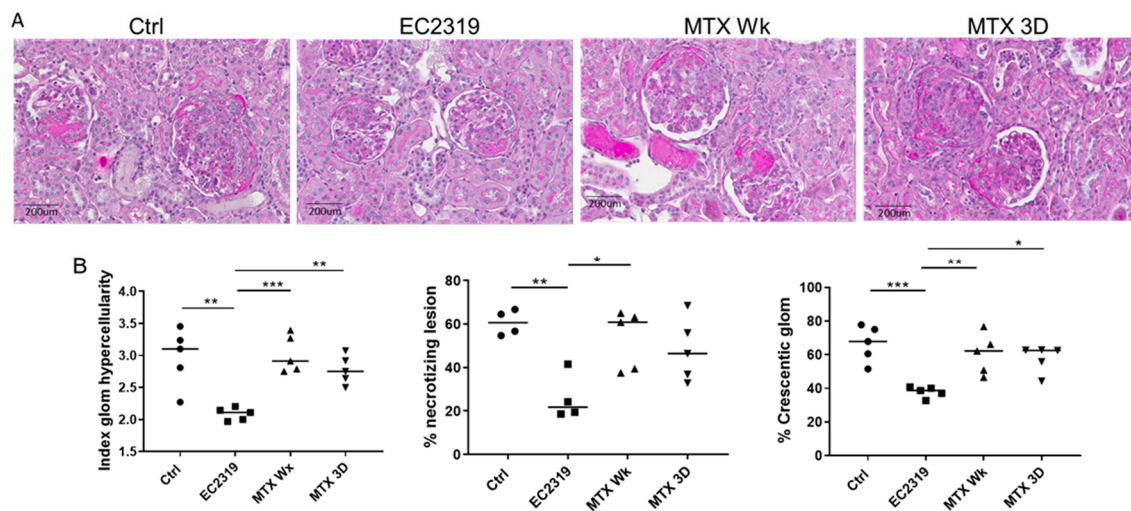 A
Ctrl
EC2319
MTX Wk
MTX 3D
200um
200um
200um
200um
B
Index glom hypercellularity
4.0
3.5
3.0
2.5
2.0
1.5
**
***
**
Ctrl
EC2319
MTX Wx
MTX 3D
% necrotizing lesion
80
60
40
20
0
**
*
Ctrl
EC2319
MTX Wk
MTX 3D
% Crescentic glom
100
80
60
40
20
0
***
**
*
Ctrl
EC2319
MTX Wk
MTX 3D